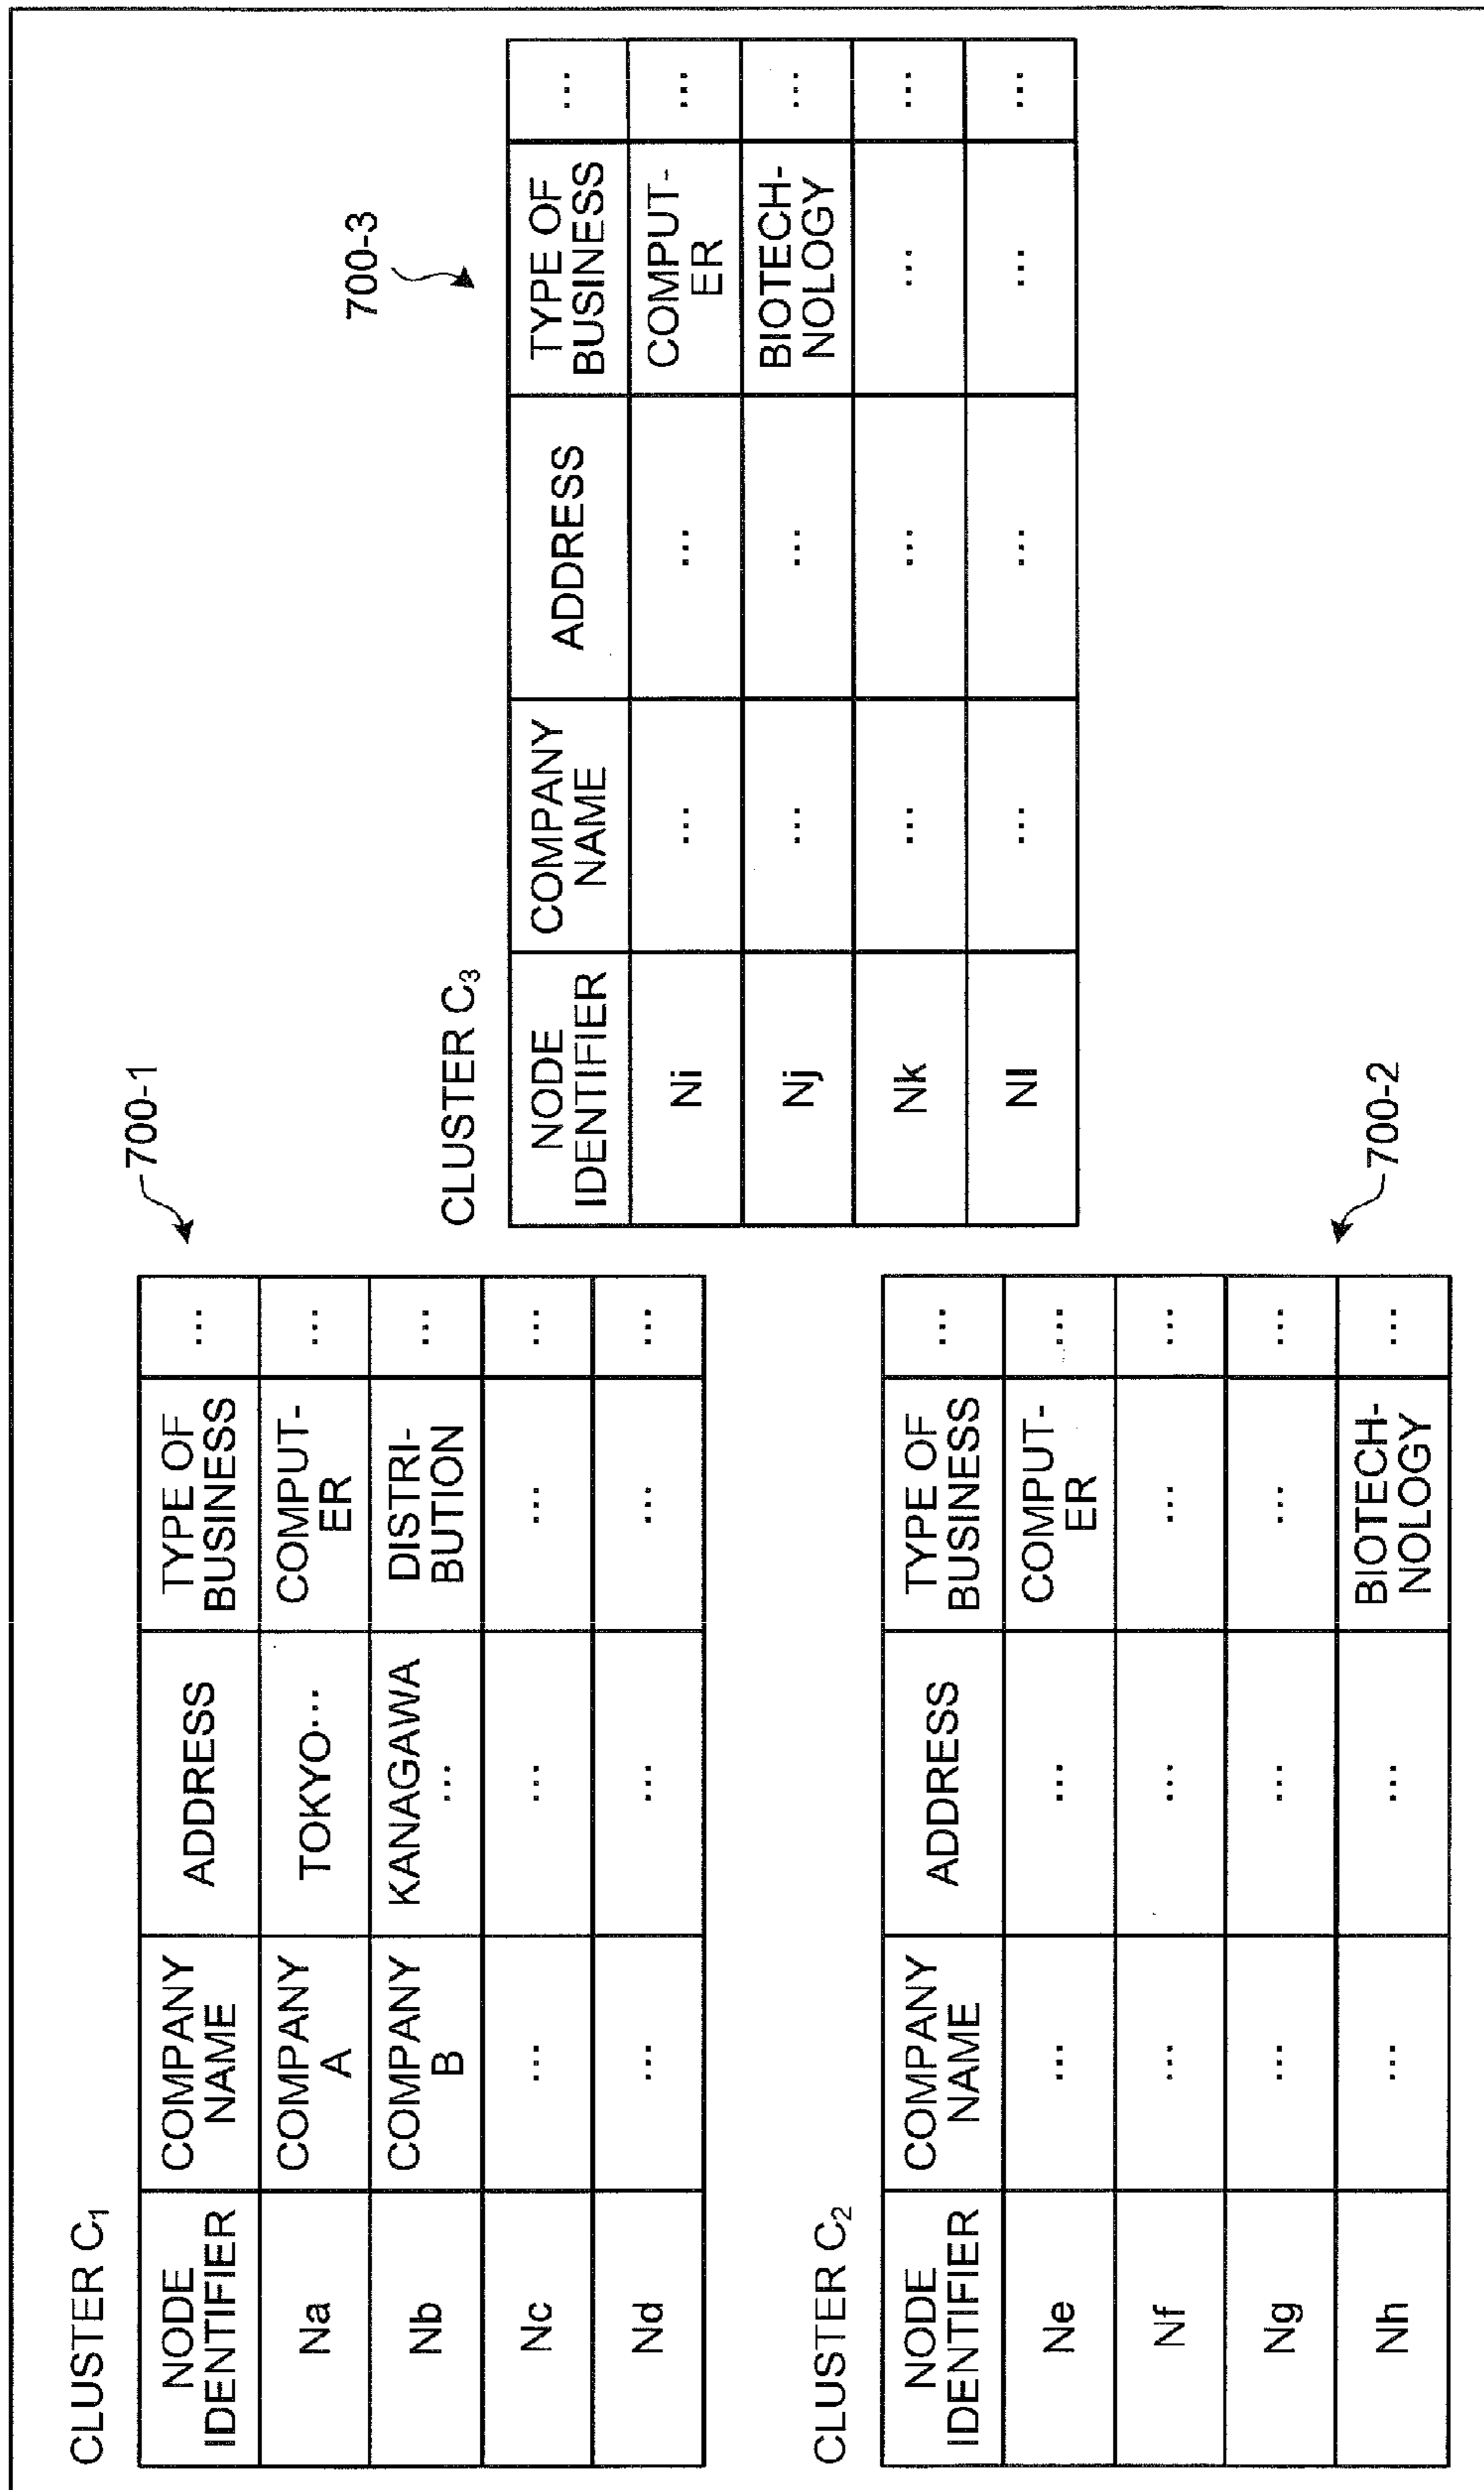 CLUSTER C₁
700-1
NODE IDENTIFIER COMPANY NAME ADDRESS TYPE OF BUSINESS ...
Na COMPANY A TOKYO... COMPUT-ER ...
Nb COMPANY B KANAGAWA ... DISTRI-BUTION ...
Nc ... ... ... ...
Nd ... ... ... ...
CLUSTER C₂
700-2
NODE IDENTIFIER COMPANY NAME ADDRESS TYPE OF BUSINESS ...
Ne ... ... COMPUT-ER ...
Nf ... ... ... ...
Ng ... ... ... ...
Nh ... ... BIOTECH-NOLOGY ...
CLUSTER C₃
700-3
NODE IDENTIFIER COMPANY NAME ADDRESS TYPE OF BUSINESS ...
Ni ... ... COMPUT-ER ...
Nj ... ... BIOTECH-NOLOGY ...
Nk ... ... ... ...
Nl ... ... ... ...